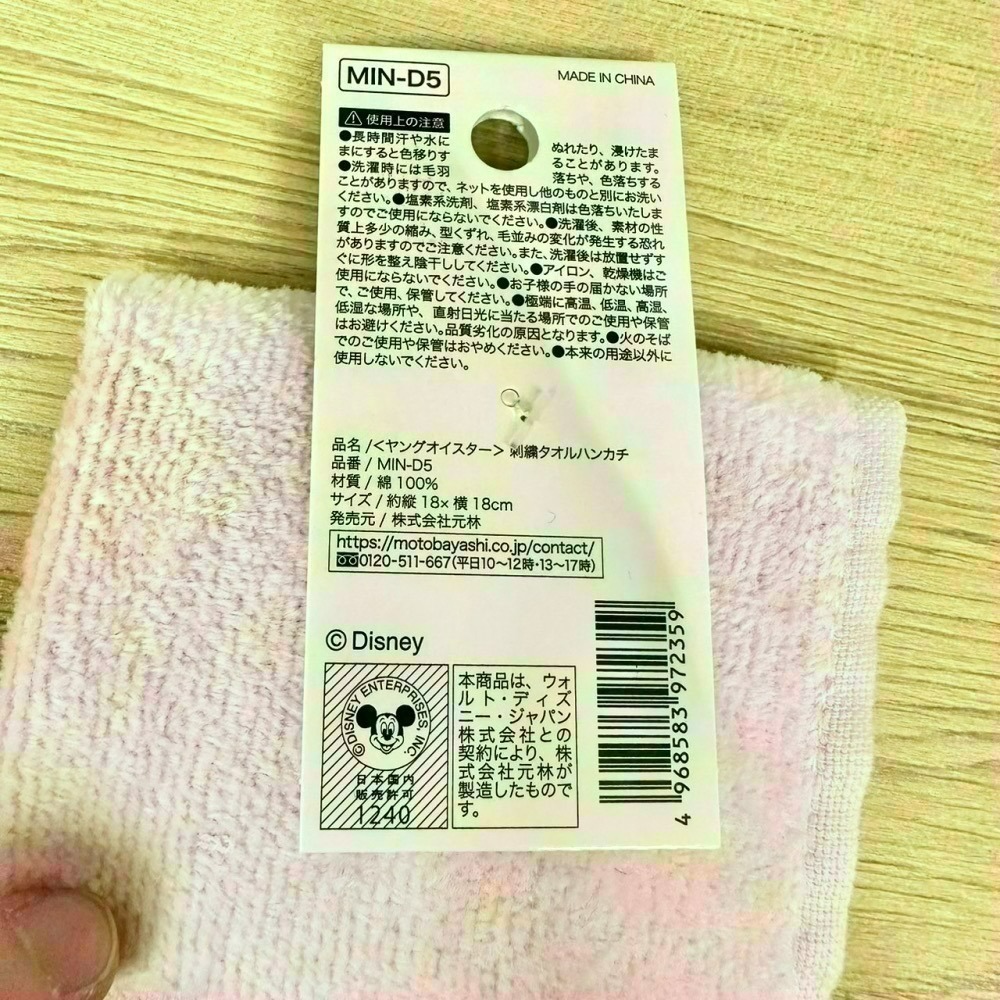 MIN-D5
MADE IN CHINA
⚠ 使用上の注意
●長時間汗や水にぬれたり、浸けたま
まにすると色移りすることがあります。
●洗濯時には毛羽落ちや、色落ちする
ことがありますので、ネットを使用し他のものと別にお洗い
ください。●塩素系洗剤、塩素系漂白剤は色落ちいたしま
すのでご使用にならないでください。●洗濯後、素材の性
質上多少の縮み、型くずれ、毛並みの変化が発生する恐れ
がありますのでご注意ください。また、洗濯後は放置せずす
ぐに形を整え陰干ししてください。●アイロン、乾燥機はご
使用にならないでください。●お子様の手の届かない場所
で、ご使用、保管してください。●極端に高温、低温、高湿、
低湿な場所や、直射日光に当たる場所でのご使用や保管
はお避けください。品質劣化の原因となります。●火のそば
でのご使用や保管はおやめください。●本来の用途以外に
使用しないでください。
品名 /<ヤングオイスター> 刺繍タオルハンカチ
品番 / MIN-D5
材質 / 綿 100%
サイズ / 約縦 18× 横 18cm
発売元 / 株式会社元林
https://motobayashi.co.jp/contact/
0120-511-667(平日10～12時・13～17時)
© Disney
©DISNEY ENTERPRISES, INC.
日本国内
販売許可
1240
本商品は、ウォ
ルト・ディズ
ニー・ジャパン
株式会社との
契約により、株
式会社元林が
製造したもので
す。
4 968583 972359